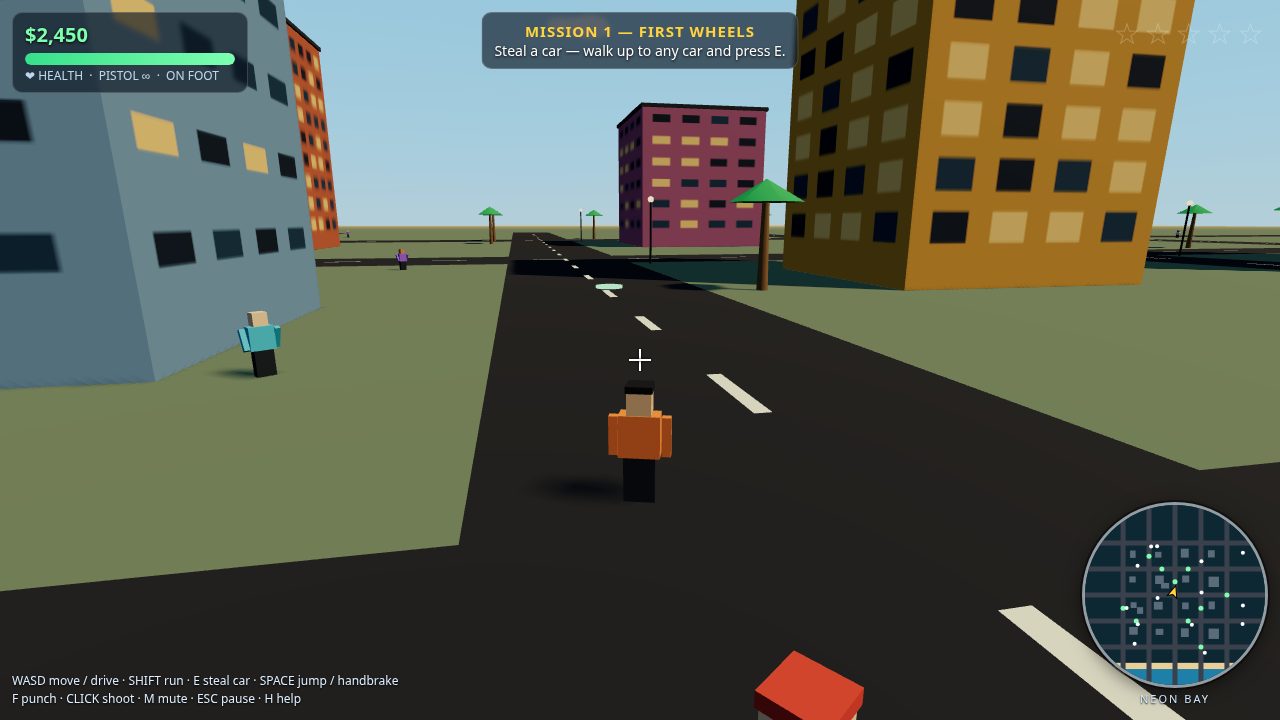 $2,450
❤ HEALTH · PISTOL ∞ · ON FOOT
MISSION 1 — FIRST WHEELS
Steal a car — walk up to any car and press E.
WASD move / drive · SHIFT run · E steal car · SPACE jump / handbrake
F punch · CLICK shoot · M mute · ESC pause · H help
NEON BAY